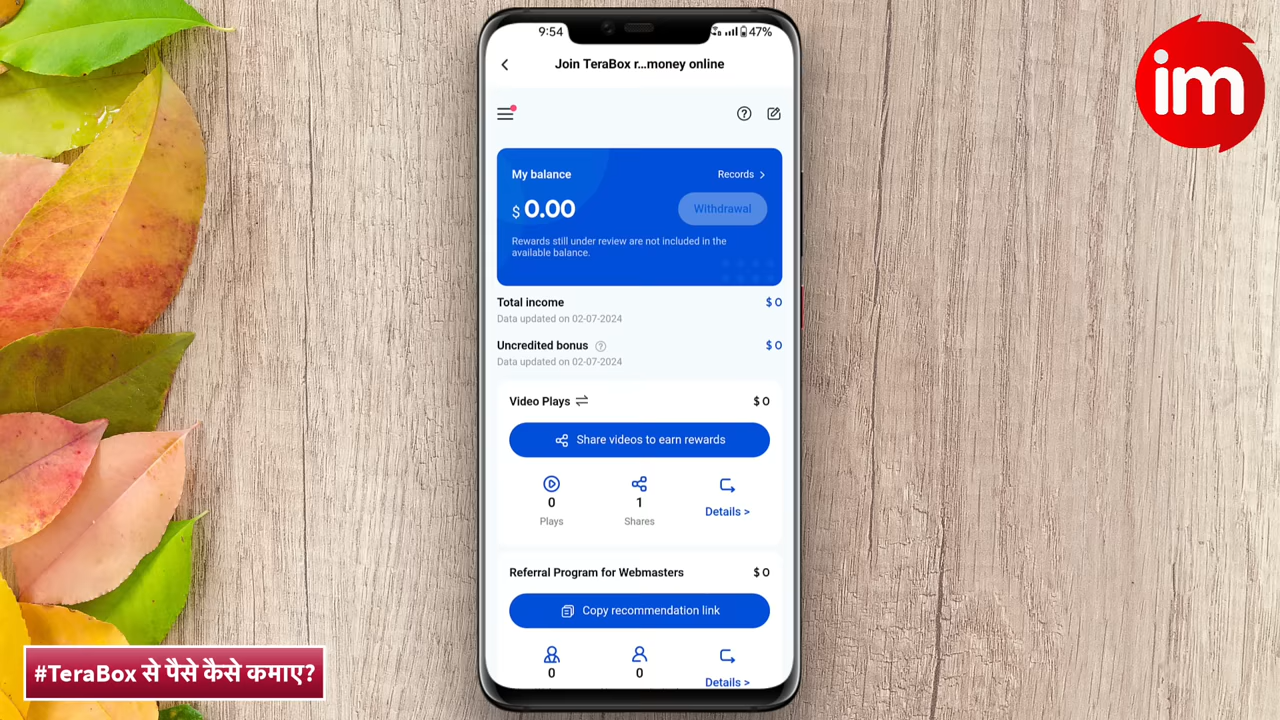 9:54
47%
Join TeraBox r...money online
im
My balance
Records >
$ 0.00
Withdrawal
Rewards still under review are not included in the
available balance.
Total income
$ 0
Data updated on 02-07-2024
Uncredited bonus ?
$ 0
Data updated on 02-07-2024
Video Plays
$ 0
Share videos to earn rewards
0
1
Details >
Plays
Shares
Referral Program for Webmasters
$ 0
Copy recommendation link
0
0
Details >
#TeraBox से पैसे कैसे कमाए?